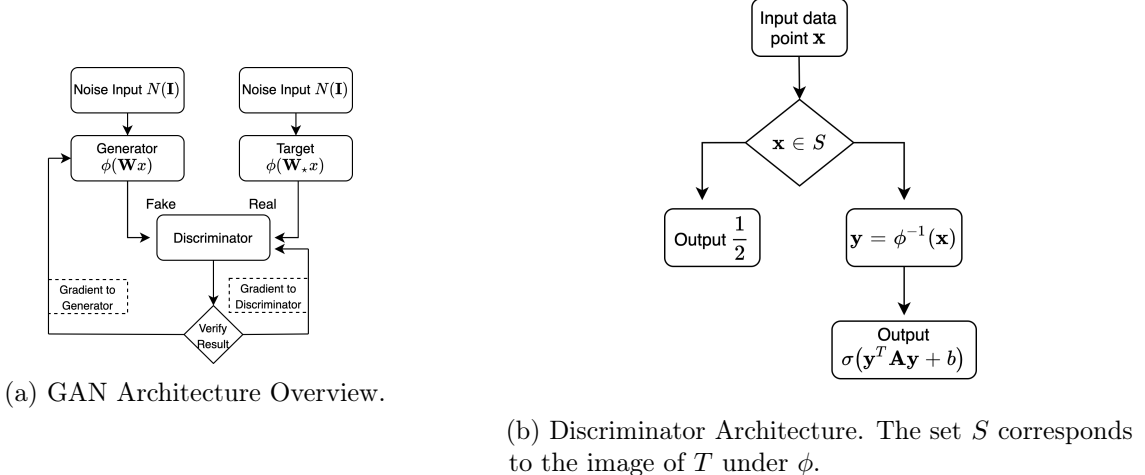 Noise Input N(I)
Noise Input N(I)
Generator
ϕ(Wx)
Target
ϕ(W⋆x)
Fake
Real
Discriminator
Gradient to
Generator
Gradient to
Discriminator
Verify
Result
(a) GAN Architecture Overview.
Input data
point x
x ∈ S
Output 1/2
y = ϕ⁻¹(x)
Output
σ(yᵀAy + b)
(b) Discriminator Architecture. The set S corresponds
to the image of T under ϕ.